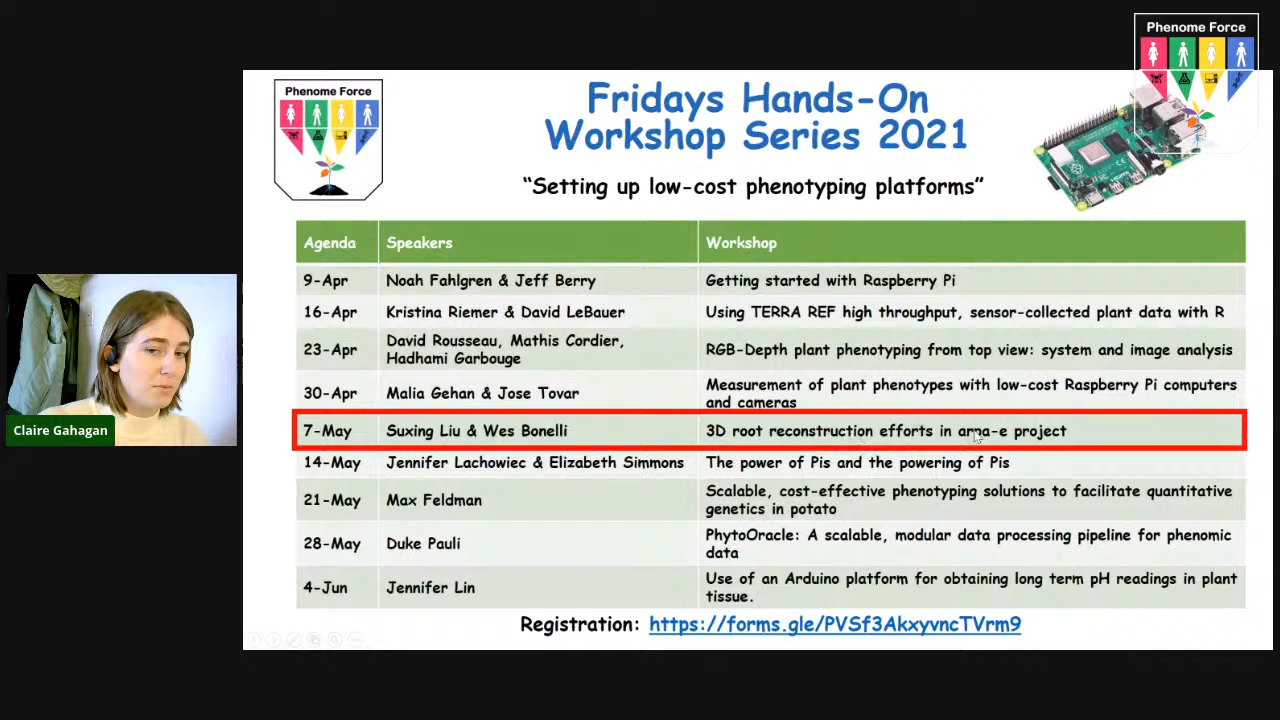 Phenome Force
Phenome Force
Fridays Hands-On
Workshop Series 2021
“Setting up low-cost phenotyping platforms”
Agenda Speakers Workshop
9-Apr Noah Fahlgren & Jeff Berry Getting started with Raspberry Pi
16-Apr Kristina Riemer & David LeBauer Using TERRA REF high throughput, sensor-collected plant data with R
23-Apr David Rousseau, Mathis Cordier,
Hadhami Garbouge RGB-Depth plant phenotyping from top view: system and image analysis
30-Apr Malia Gehan & Jose Tovar Measurement of plant phenotypes with low-cost Raspberry Pi computers
and cameras
7-May Suxing Liu & Wes Bonelli 3D root reconstruction efforts in arpa-e project
14-May Jennifer Lachowiec & Elizabeth Simmons The power of Pis and the powering of Pis
21-May Max Feldman Scalable, cost-effective phenotyping solutions to facilitate quantitative
genetics in potato
28-May Duke Pauli PhytoOracle: A scalable, modular data processing pipeline for phenomic
data
4-Jun Jennifer Lin Use of an Arduino platform for obtaining long term pH readings in plant
tissue.
Registration: https://forms.gle/PVSf3AkxyvncTVrm9
Claire Gahagan